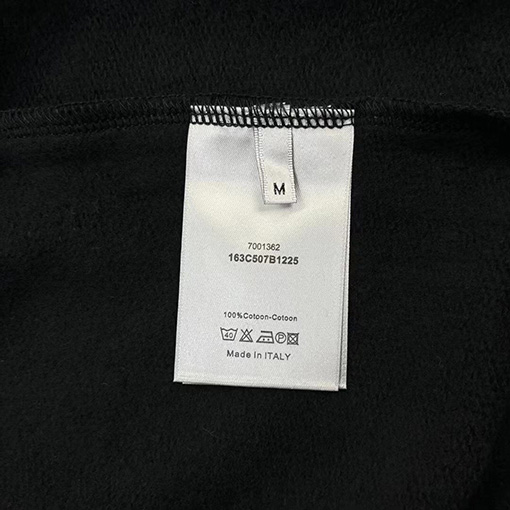 M
7001362
163C507B1225
100%Cotoon-Cotoon
40 P
Made in ITALY